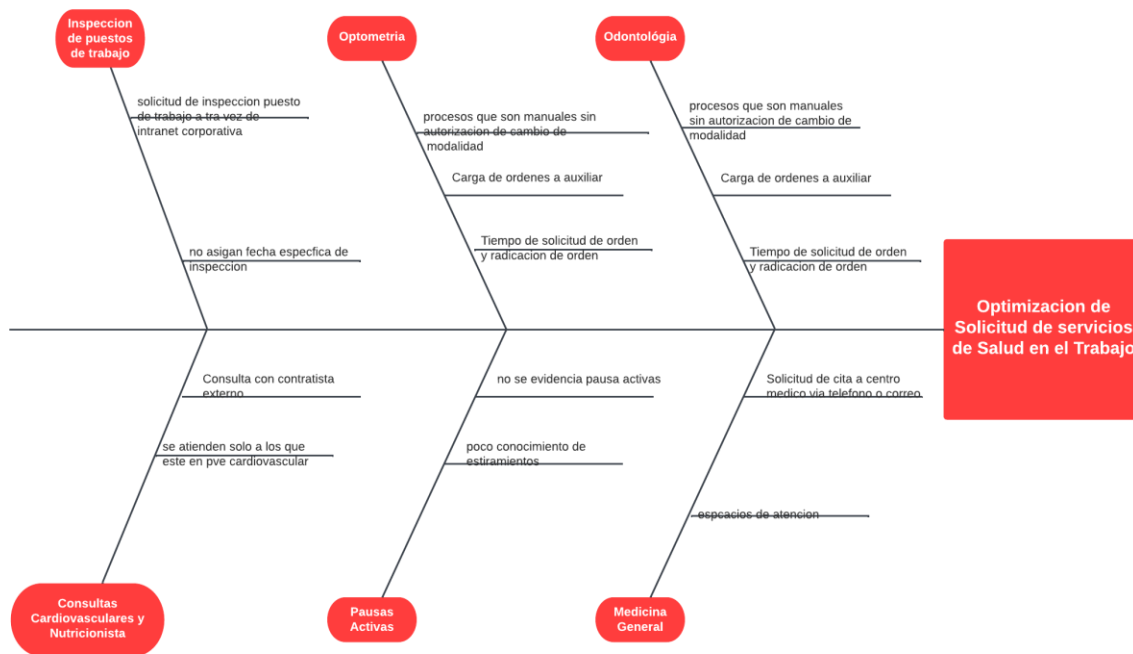 Inspeccion
de puestos
de trabajo
Optometria
Odontológia
solicitud de inspeccion puesto
de trabajo a tra vez de
intranet corporativa
procesos que son manuales sin
autorizacion de cambio de
modalidad
procesos que son manuales
sin autorizacion de cambio de
modalidad
Carga de ordenes a auxiliar
Carga de ordenes a auxiliar
no asigan fecha especfica de
inspeccion
Tiempo de solicitud de orden
y radicacion de orden
Tiempo de solicitud de orden
y radicacion de orden
Optimizacion de
Solicitud de servicios
de Salud en el Trabajo
Consulta con contratista
externo
no se evidencia pausa activas
Solicitud de cita a centro
medico via telefono o correo
se atienden solo a los que
este en pve cardiovascular
poco conocimiento de
estiramientos
espcacios de atencion
Consultas
Cardiovasculares y
Nutricionista
Pausas
Activas
Medicina
General